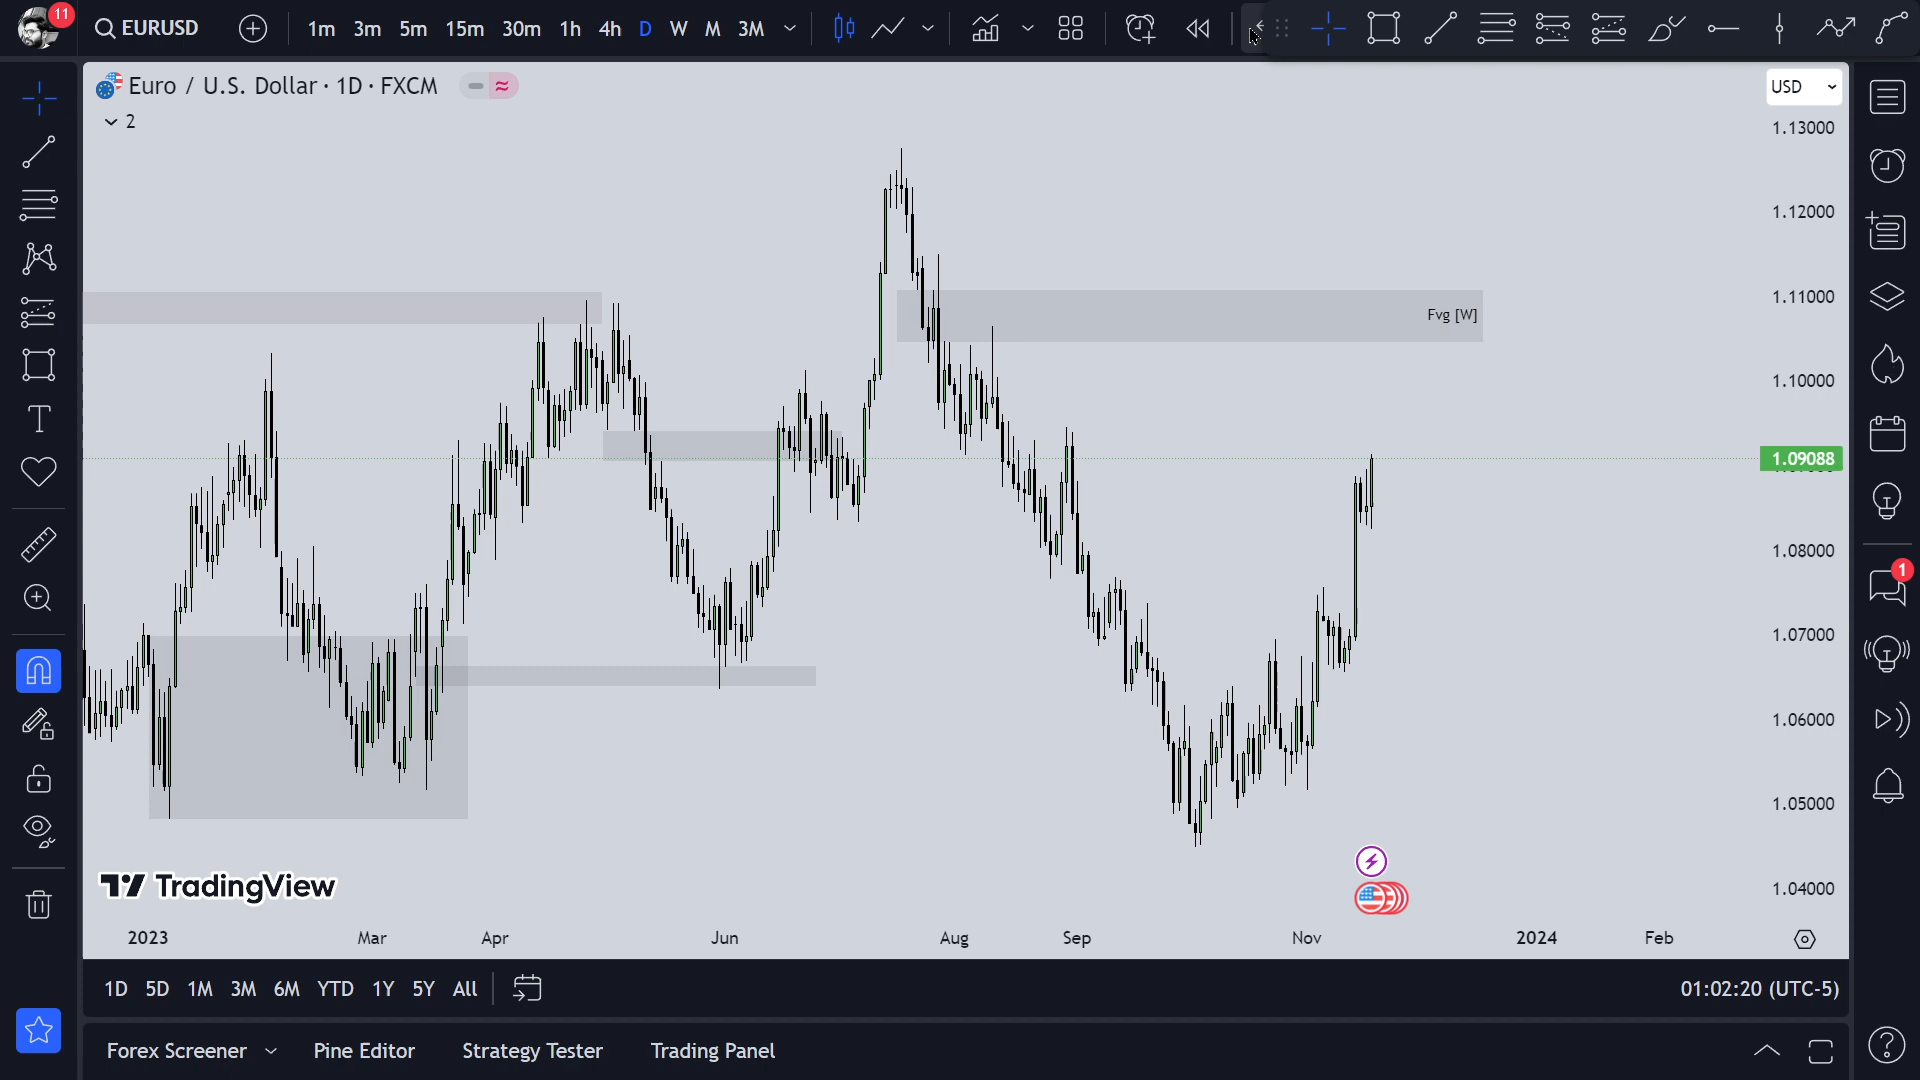 11
EURUSD
1m 3m 5m 15m 30m 1h 4h D W M 3M
Euro / U.S. Dollar · 1D · FXCM
2
USD
1.13000
1.12000
1.11000
Fvg [W]
1.10000
1.09088
1.08000
1.07000
1.06000
1.05000
1.04000
TradingView
2023 Mar Apr Jun Aug Sep Nov 2024 Feb
1D 5D 1M 3M 6M YTD 1Y 5Y All
01:02:20 (UTC-5)
Forex Screener Pine Editor Strategy Tester Trading Panel
1